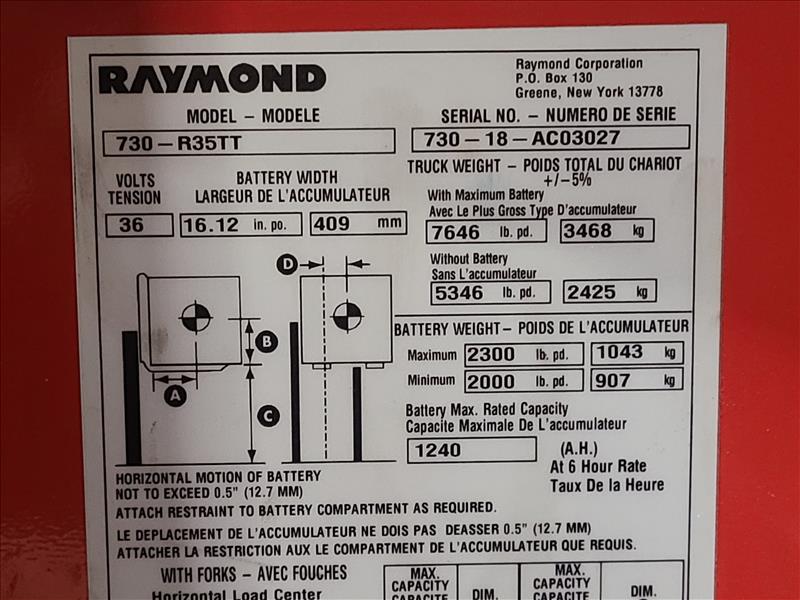 RAYMOND
Raymond Corporation
P.O. Box 130
Greene, New York 13778
MODEL – MODELE
730-R35TT
SERIAL NO. – NUMERO DE SERIE
730-18-AC03027
VOLTS
TENSION
36
BATTERY WIDTH
LARGEUR DE L'ACCUMULATEUR
16.12 in. po. 409 mm
TRUCK WEIGHT – POIDS TOTAL DU CHARIOT
+/-5%
With Maximum Battery
Avec Le Plus Gross Type D'accumulateur
7646 lb. pd. 3468 kg
Without Battery
Sans L'accumulateur
5346 lb. pd. 2425 kg
D
B
A
C
BATTERY WEIGHT – POIDS DE L'ACCUMULATEUR
Maximum 2300 lb. pd. 1043 kg
Minimum 2000 lb. pd. 907 kg
Battery Max. Rated Capacity
Capacite Maximale De L'accumulateur
1240 (A.H.)
At 6 Hour Rate
Taux De la Heure
HORIZONTAL MOTION OF BATTERY
NOT TO EXCEED 0.5" (12.7 MM)
ATTACH RESTRAINT TO BATTERY COMPARTMENT AS REQUIRED.
LE DEPLACEMENT DE L'ACCUMULATEUR NE DOIS PAS DEASSER 0.5" (12.7 MM)
ATTACHER LA RESTRICTION AUX LE COMPARTIMENT DE L'ACCUMULATEUR QUE REQUIS.
WITH FORKS – AVEC FOUCHES
Horizontal Load Center
MAX.
CAPACITY
CAPACITE
DIM.
MAX.
CAPACITY
CAPACITE
DIM.